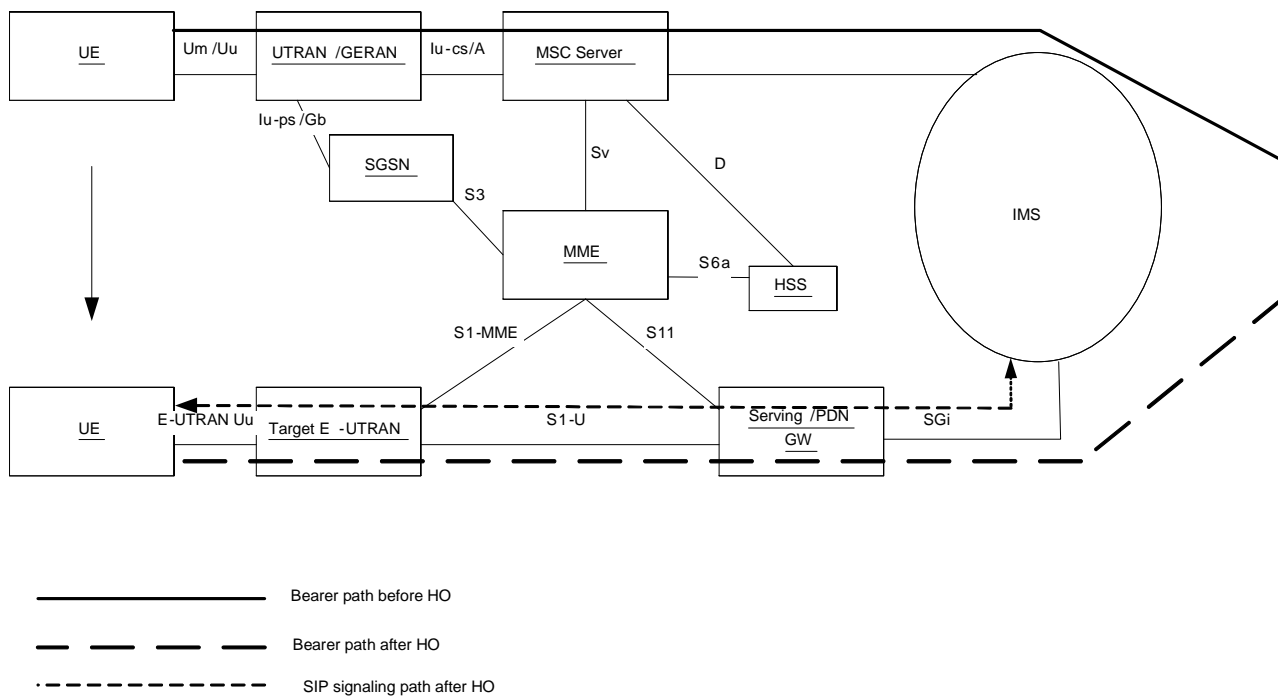 UE
Um /Uu
UTRAN /GERAN
Iu-cs/A
MSC Server
Iu-ps /Gb
SGSN
S3
Sv
D
IMS
MME
S6a
HSS
S1-MME
S11
UE
E-UTRAN Uu
Target E -UTRAN
S1-U
Serving /PDN
GW
SGi
Bearer path before HO
Bearer path after HO
SIP signaling path after HO